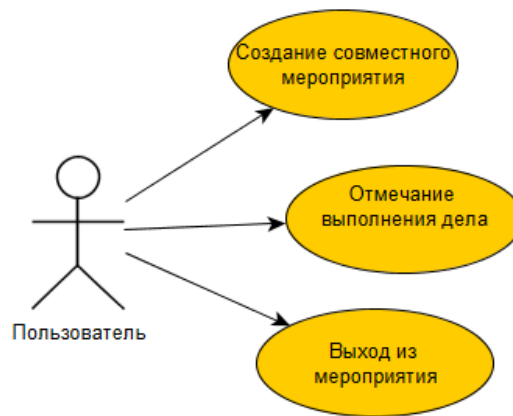 Создание совместного
мероприятия
Отмечание
выполнения дела
Пользователь
Выход из
мероприятия